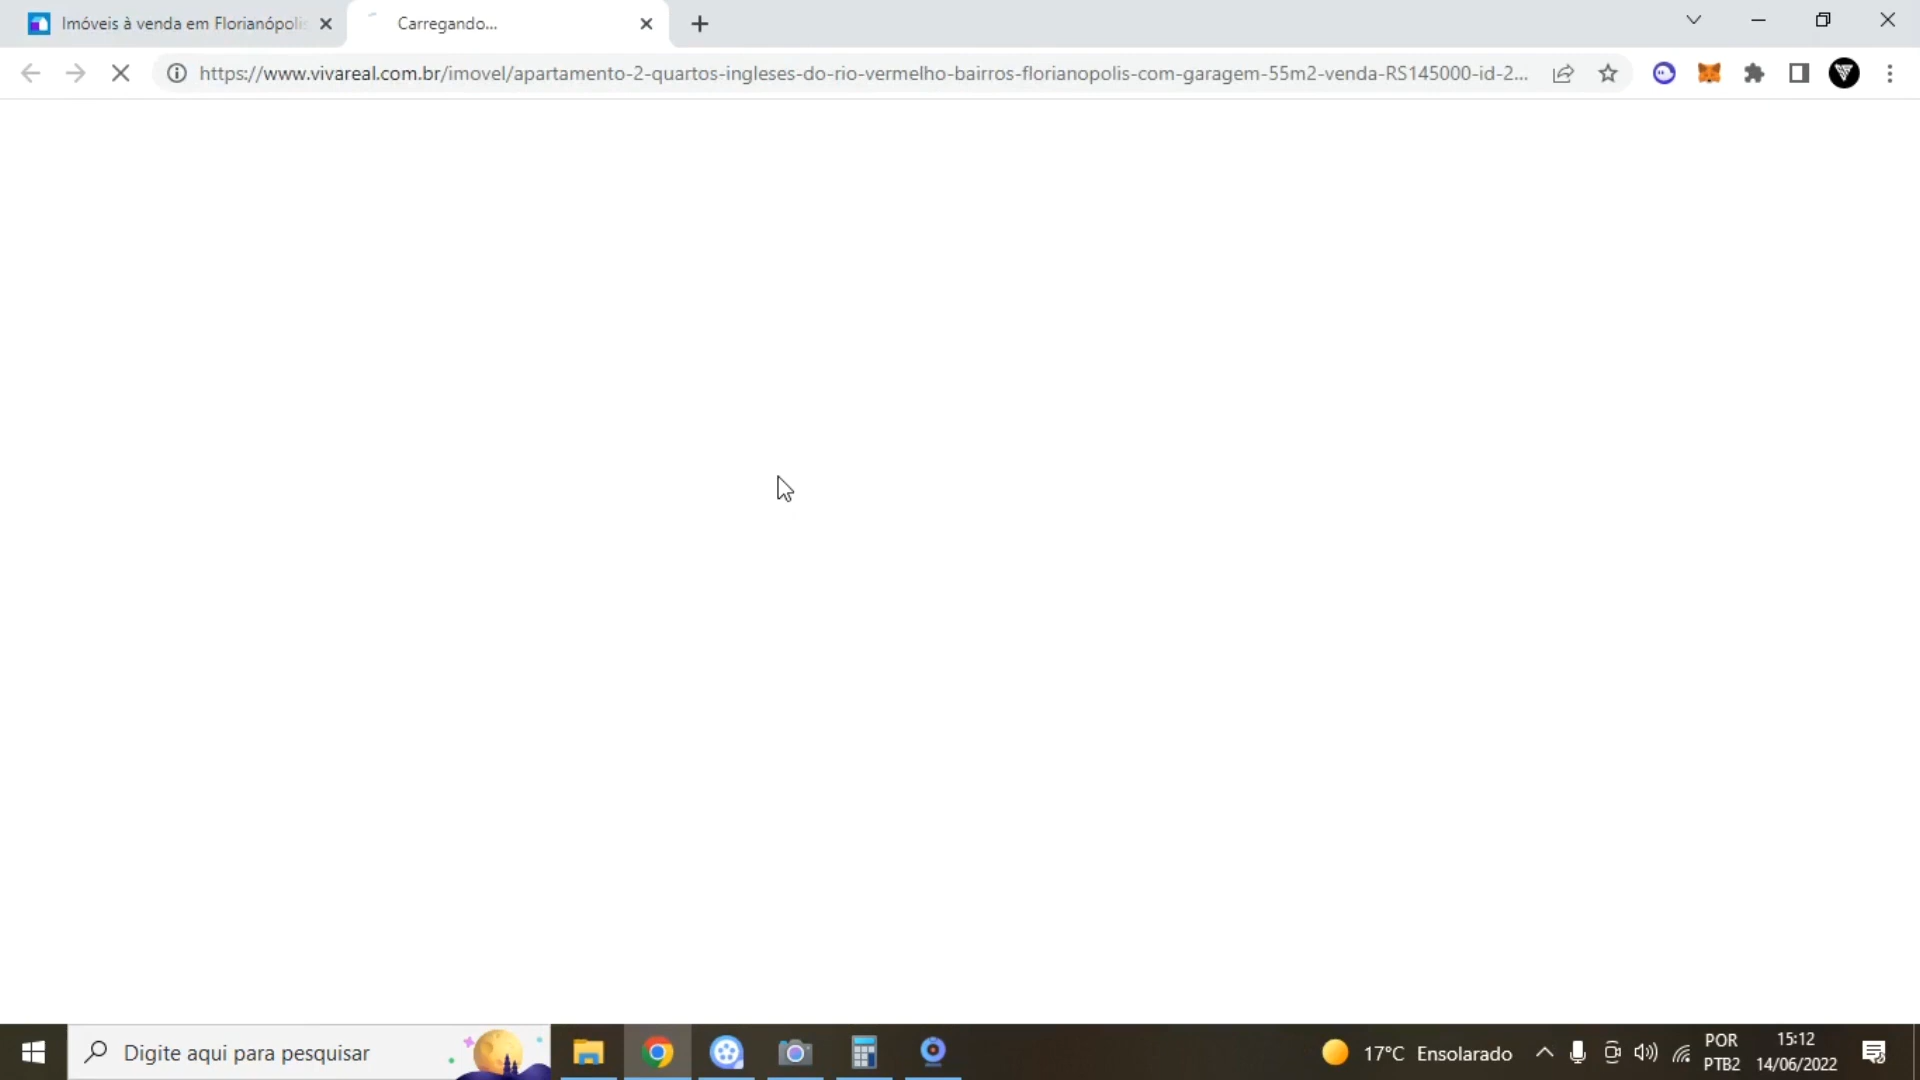 Imóveis à venda em Florianópolis
Carregando...
https://www.vivareal.com.br/imovel/apartamento-2-quartos-ingleses-do-rio-vermelho-bairros-florianopolis-com-garagem-55m2-venda-RS145000-id-2...
Digite aqui para pesquisar
17°C Ensolarado
POR
PTB2
15:12
14/06/2022